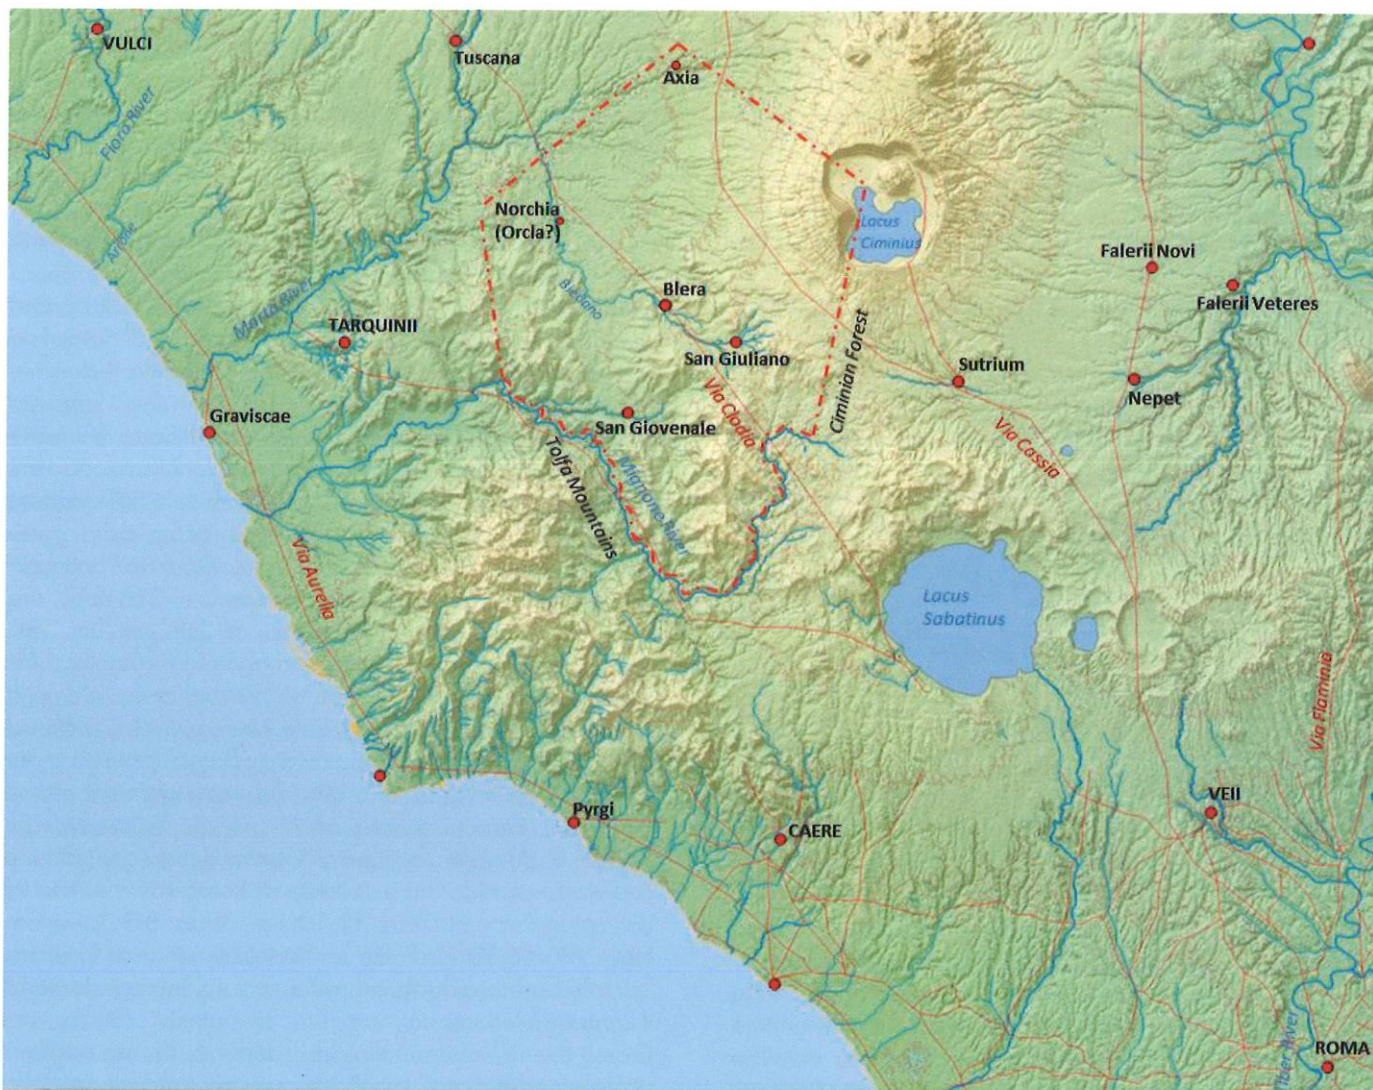 VULCI
Tuscana
Axia
Fioro River
Norchia
(Orcla?)
Lacus
Ciminius
Arrone
Falerii Novi
Biedano
Blera
Falerii Veteres
Marta River
TARQUINII
San Giuliano
Ciminian Forest
Sutrium
Nepet
Via Clodia
Graviscae
San Giovenale
Via Cassia
Tolfa Mountains
Mignone River
Via Aurelia
Lacus
Sabatinus
Via Flaminia
VEII
Pyrgi
CAERE
Tiber River
ROMA